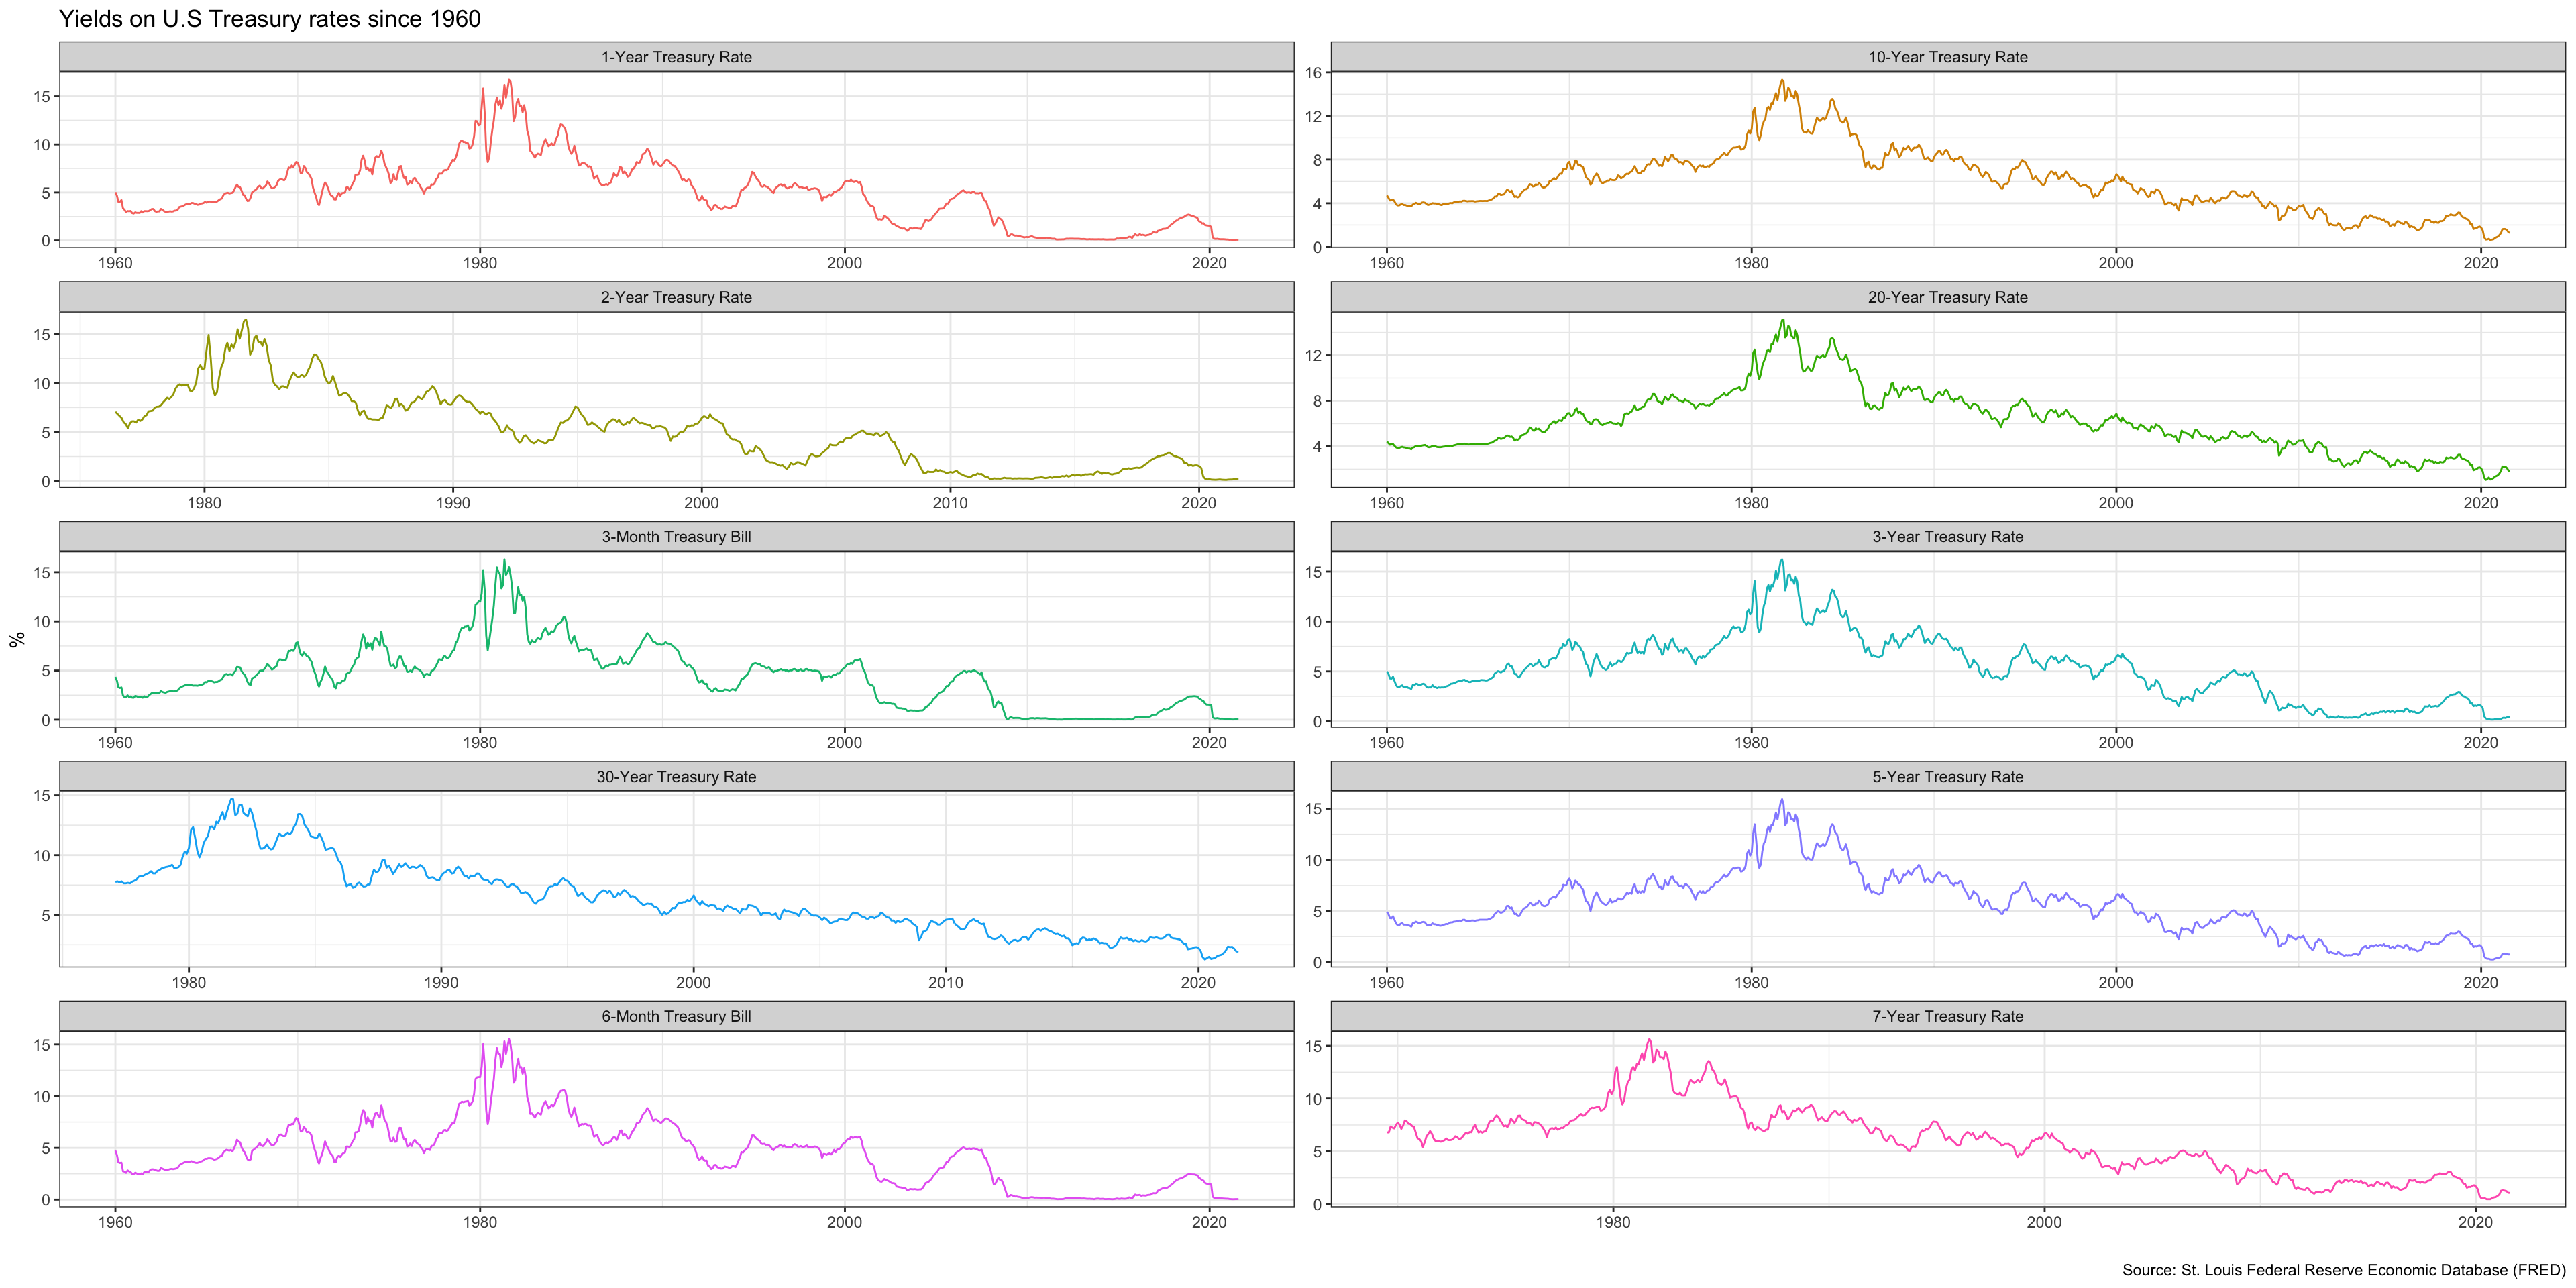 Yields on U.S Treasury rates since 1960
1-Year Treasury Rate
15
10
5
0
1960 1980 2000 2020
10-Year Treasury Rate
16
12
8
4
0
1960 1980 2000 2020
2-Year Treasury Rate
15
10
5
0
1980 1990 2000 2010 2020
20-Year Treasury Rate
12
8
4
1960 1980 2000 2020
3-Month Treasury Bill
15
10
5
0
1960 1980 2000 2020
3-Year Treasury Rate
15
10
5
0
1960 1980 2000 2020
%
30-Year Treasury Rate
15
10
5
1980 1990 2000 2010 2020
5-Year Treasury Rate
15
10
5
0
1960 1980 2000 2020
6-Month Treasury Bill
15
10
5
0
1960 1980 2000 2020
7-Year Treasury Rate
15
10
5
0
1980 2000 2020
Source: St. Louis Federal Reserve Economic Database (FRED)